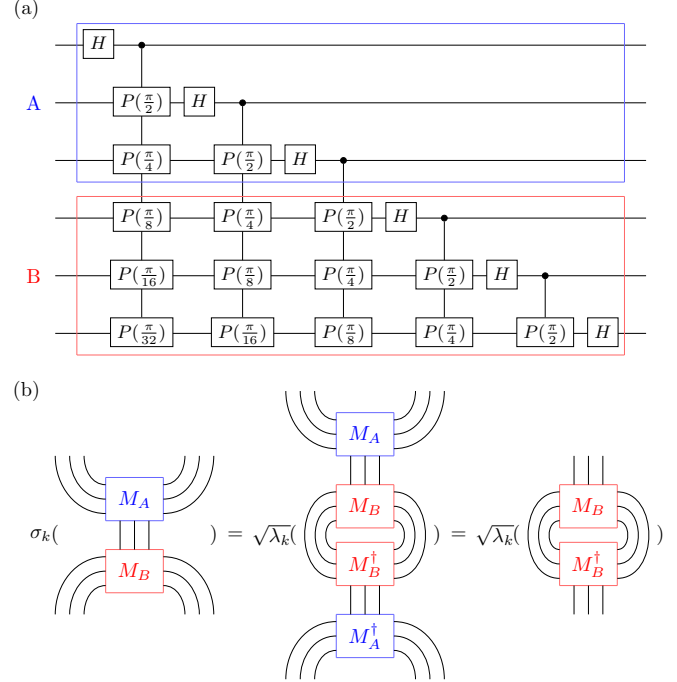 (a)
H
A P(π/2) H
P(π/4) P(π/2) H
P(π/8) P(π/4) P(π/2) H
B P(π/16) P(π/8) P(π/4) P(π/2) H
P(π/32) P(π/16) P(π/8) P(π/4) P(π/2) H
(b)
M_A
M_A
M_B M_B
σ_k( ) = √λ_k( ) = √λ_k( )
M_B M_B^† M_B^†
M_A^†